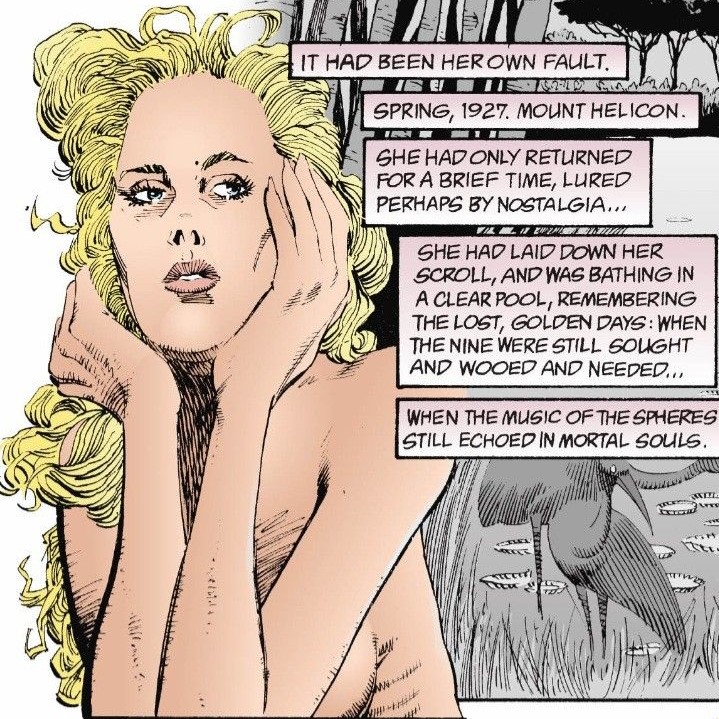 IT HAD BEEN HER OWN FAULT.
SPRING, 1927. MOUNT HELICON.
SHE HAD ONLY RETURNED
FOR A BRIEF TIME, LURED
PERHAPS BY NOSTALGIA...
SHE HAD LAID DOWN HER
SCROLL, AND WAS BATHING IN
A CLEAR POOL, REMEMBERING
THE LOST, GOLDEN DAYS: WHEN
THE NINE WERE STILL SOUGHT
AND WOOED AND NEEDED...
WHEN THE MUSIC OF THE SPHERES
STILL ECHOED IN MORTAL SOULS.